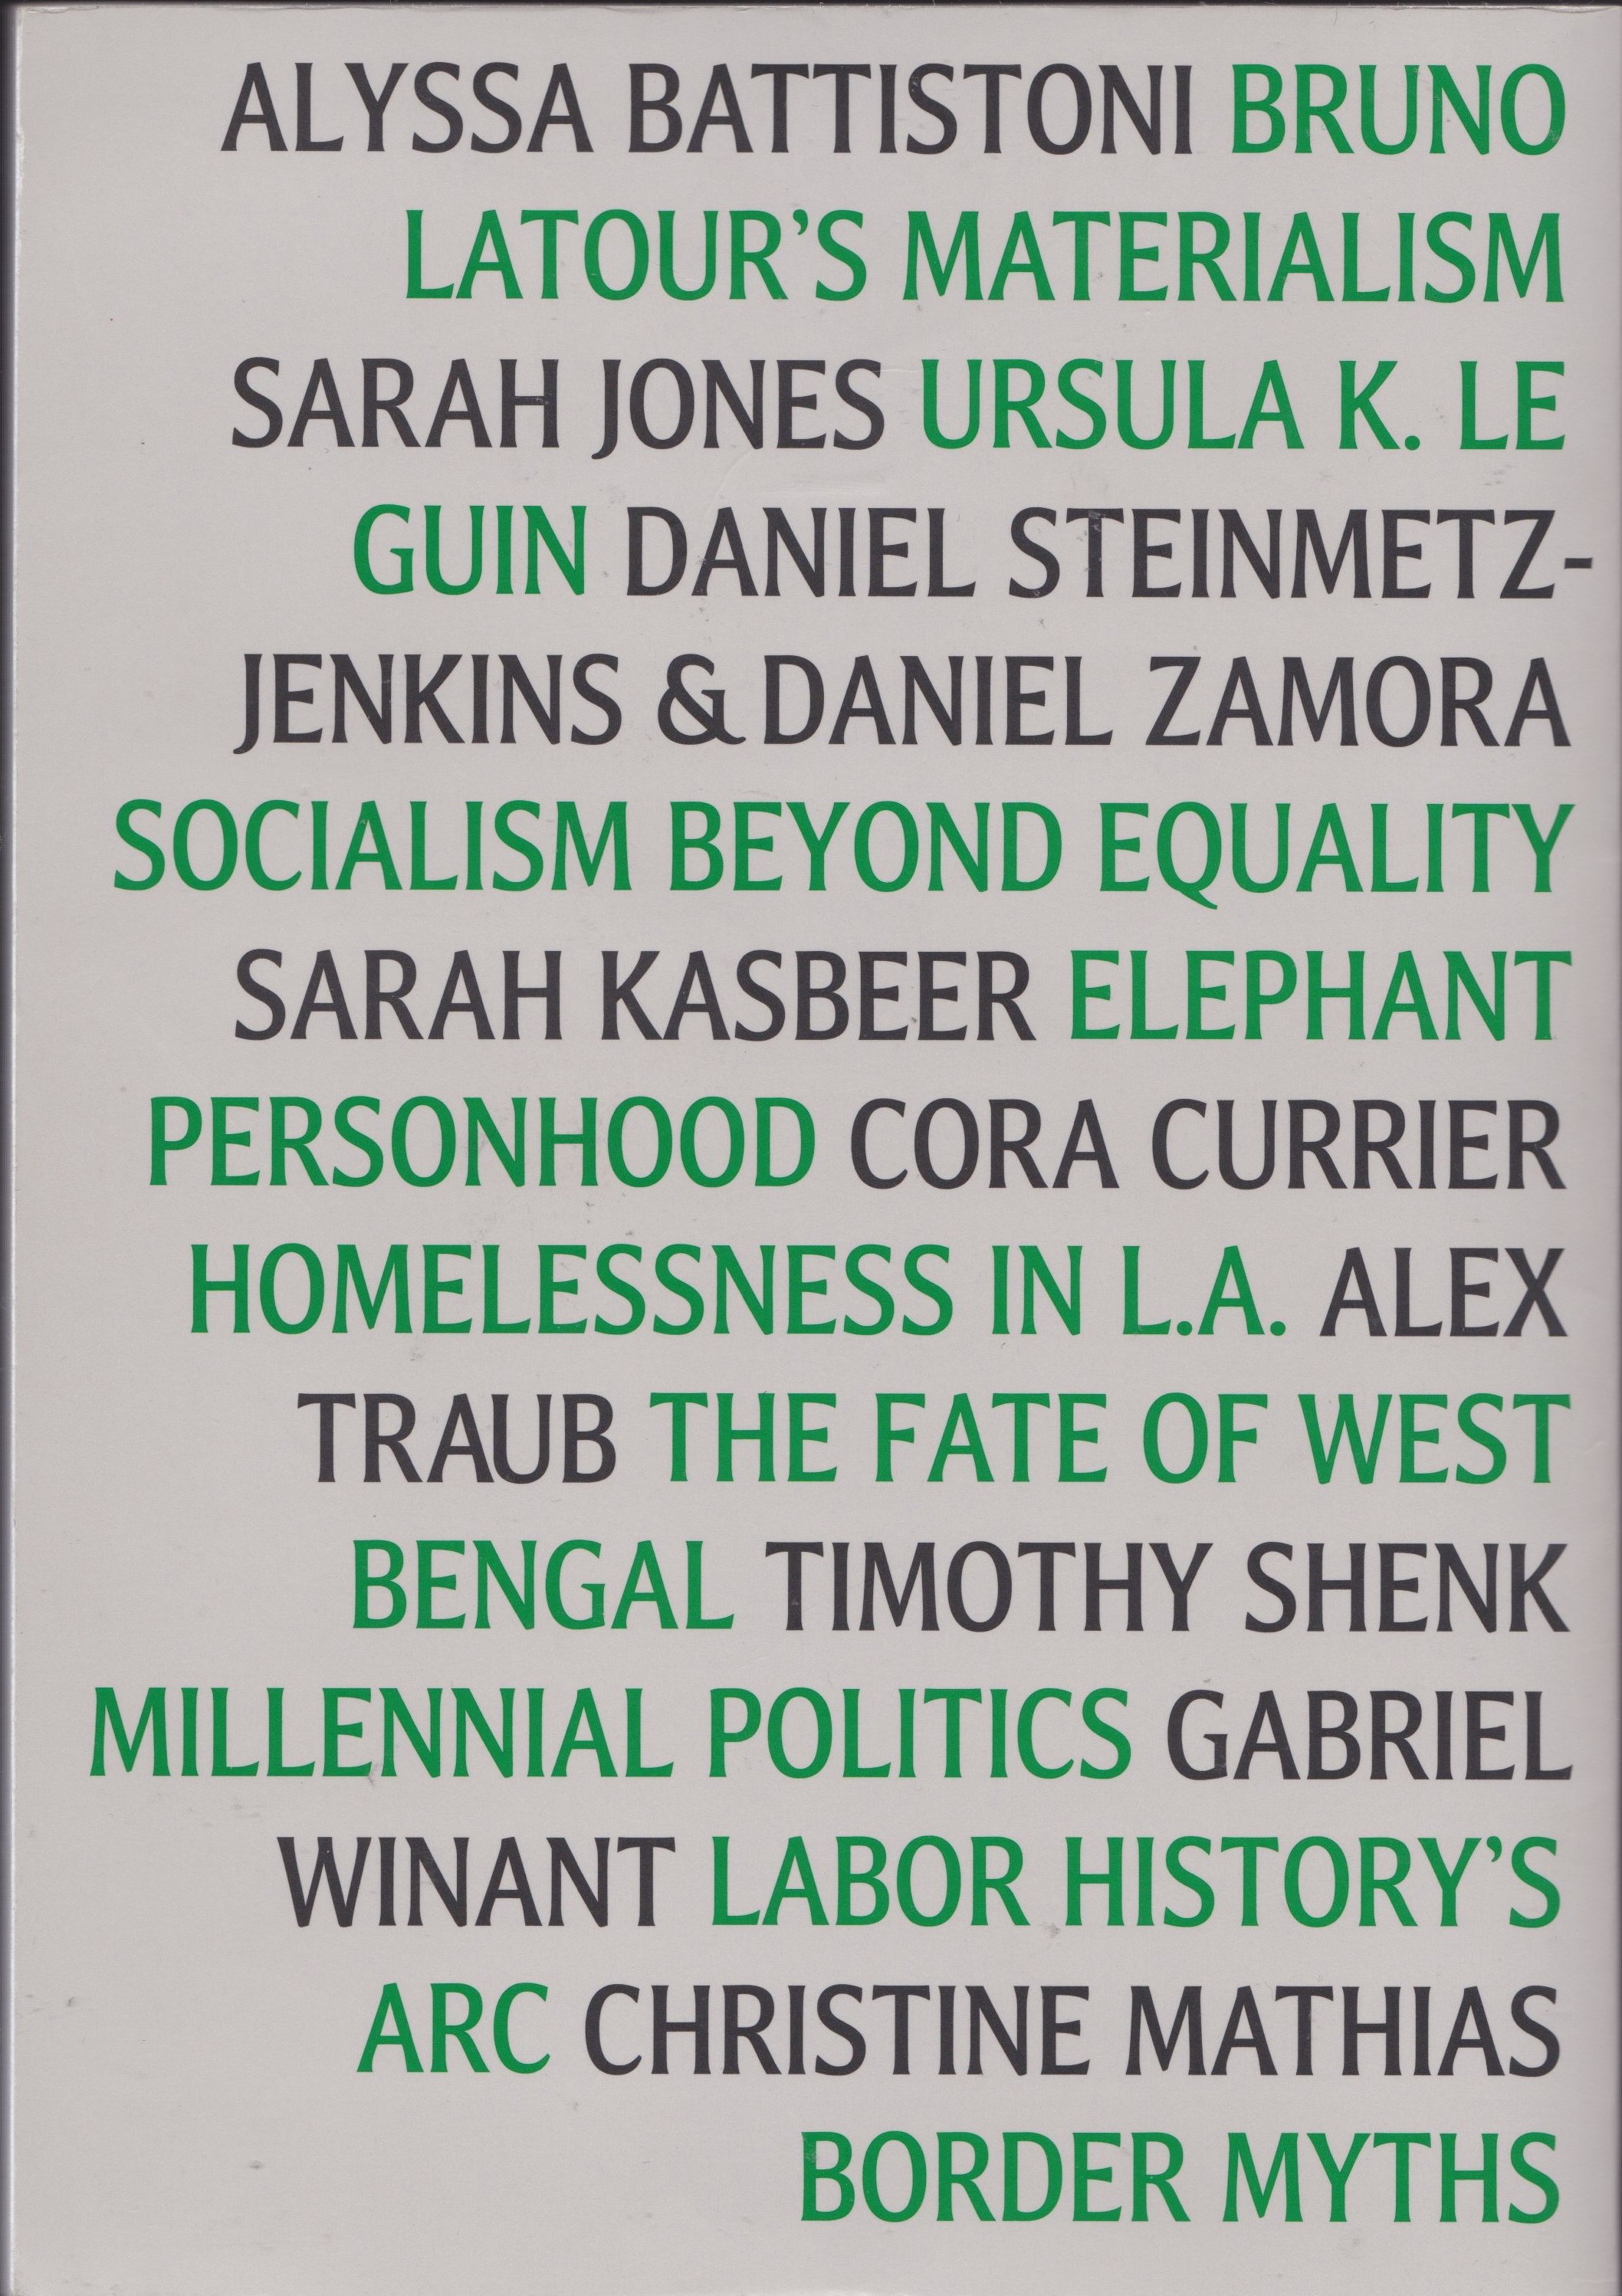 ALYSSA BATTISTONI BRUNO
LATOUR’S MATERIALISM
SARAH JONES URSULA K. LE
GUIN DANIEL STEINMETZ-
JENKINS & DANIEL ZAMORA
SOCIALISM BEYOND EQUALITY
SARAH KASBEER ELEPHANT
PERSONHOOD CORA CURRIER
HOMELESSNESS IN L.A. ALEX
TRAUB THE FATE OF WEST
BENGAL TIMOTHY SHENK
MILLENNIAL POLITICS GABRIEL
WINANT LABOR HISTORY’S
ARC CHRISTINE MATHIAS
BORDER MYTHS